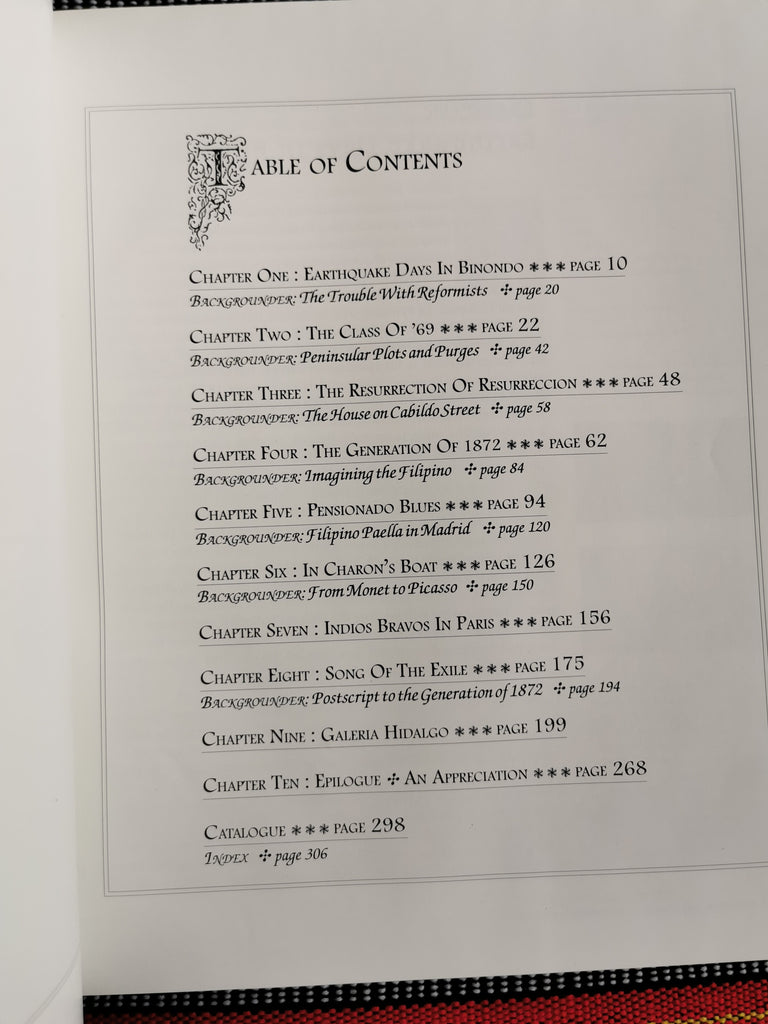 TABLE OF CONTENTS
CHAPTER ONE : EARTHQUAKE DAYS IN BINONDO *** PAGE 10
BACKGROUNDER: The Trouble With Reformists ✣ page 20
CHAPTER TWO : THE CLASS OF '69 *** PAGE 22
BACKGROUNDER: Peninsular Plots and Purges ✣ page 42
CHAPTER THREE : THE RESURRECTION OF RESURRECCION *** PAGE 48
BACKGROUNDER: The House on Cabildo Street ✣ page 58
CHAPTER FOUR : THE GENERATION OF 1872 *** PAGE 62
BACKGROUNDER: Imagining the Filipino ✣ page 84
CHAPTER FIVE : PENSIONADO BLUES *** PAGE 94
BACKGROUNDER: Filipino Paella in Madrid ✣ page 120
CHAPTER SIX : IN CHARON'S BOAT *** PAGE 126
BACKGROUNDER: From Monet to Picasso ✣ page 150
CHAPTER SEVEN : INDIOS BRAVOS IN PARIS *** PAGE 156
CHAPTER EIGHT : SONG OF THE EXILE *** PAGE 175
BACKGROUNDER: Postscript to the Generation of 1872 ✣ page 194
CHAPTER NINE : GALERIA HIDALGO *** PAGE 199
CHAPTER TEN : EPILOGUE ✣ AN APPRECIATION *** PAGE 268
CATALOGUE *** PAGE 298
INDEX ✣ page 306